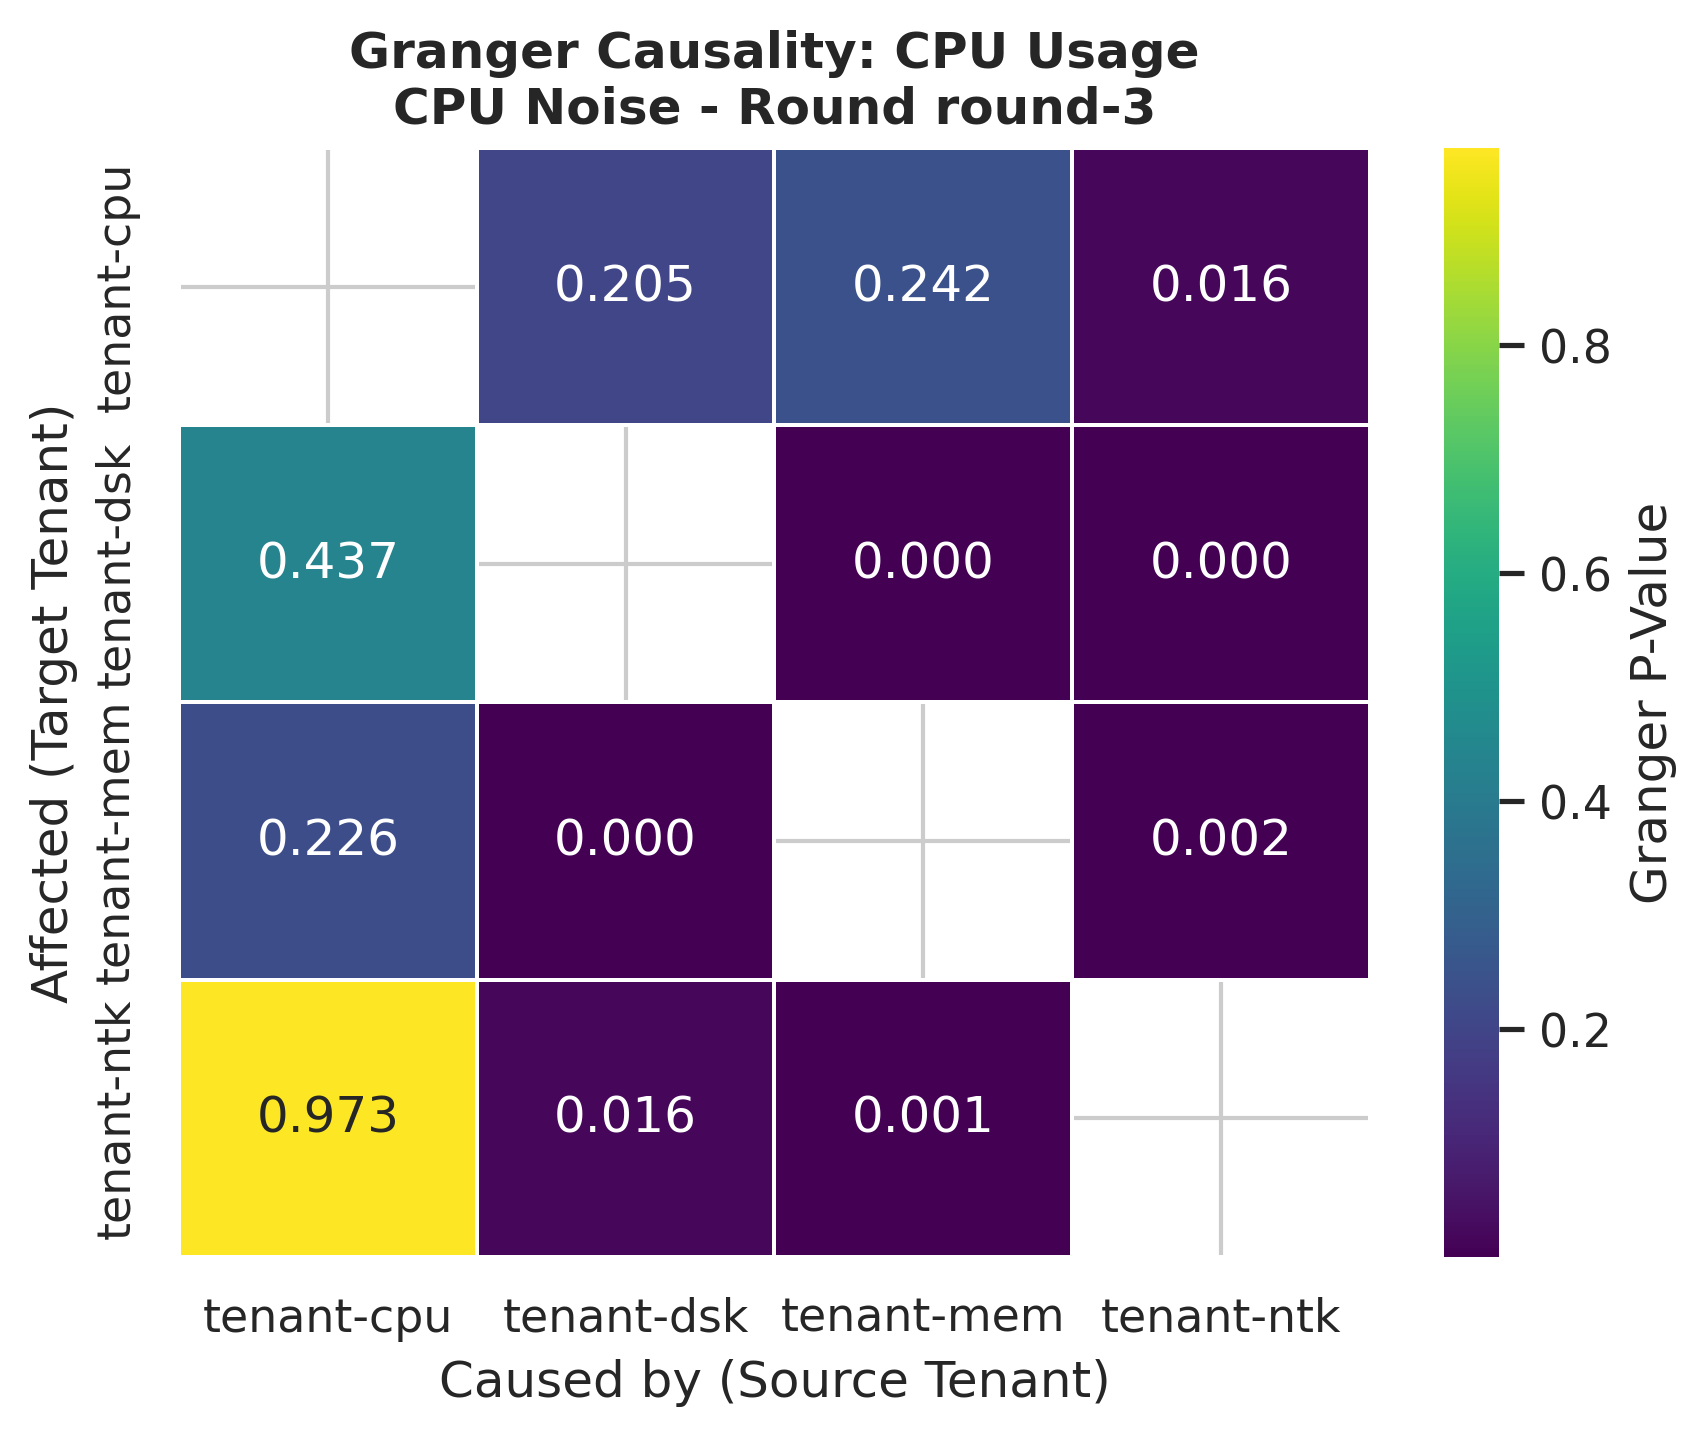 Granger Causality: CPU Usage
CPU Noise - Round round-3
Affected (Target Tenant)
tenant-cpu
0.205
0.242
0.016
tenant-dsk
0.437
0.000
0.000
tenant-mem
0.226
0.000
0.002
tenant-ntk
0.973
0.016
0.001
tenant-cpu
tenant-dsk
tenant-mem
tenant-ntk
Caused by (Source Tenant)
0.8
0.6
0.4
0.2
Granger P-Value